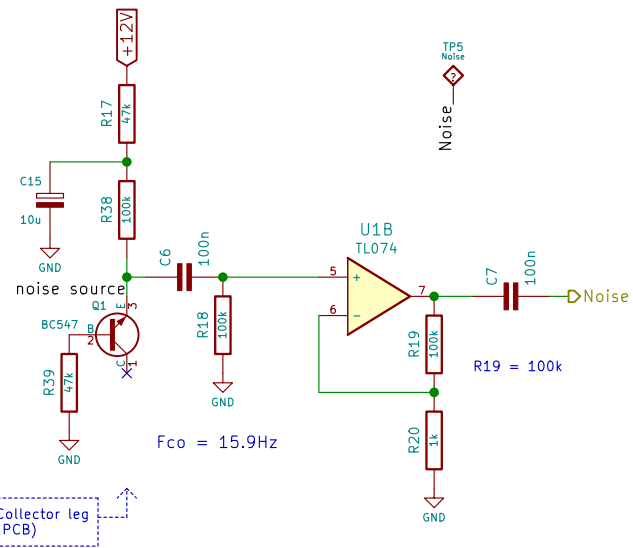 +12V
TP5
Noise
?
Noise
R17
47k
C15
10u
GND
R38
100k
noise source
C6
100n
Q1
BC547
E
3
B
2
C
1
R39
47k
GND
R18
100k
GND
Fco = 15.9Hz
U1B
TL074
5
+
6
-
7
C7
100n
Noise
R19
100k
R19 = 100k
R20
1k
GND
Collector leg
PCB)